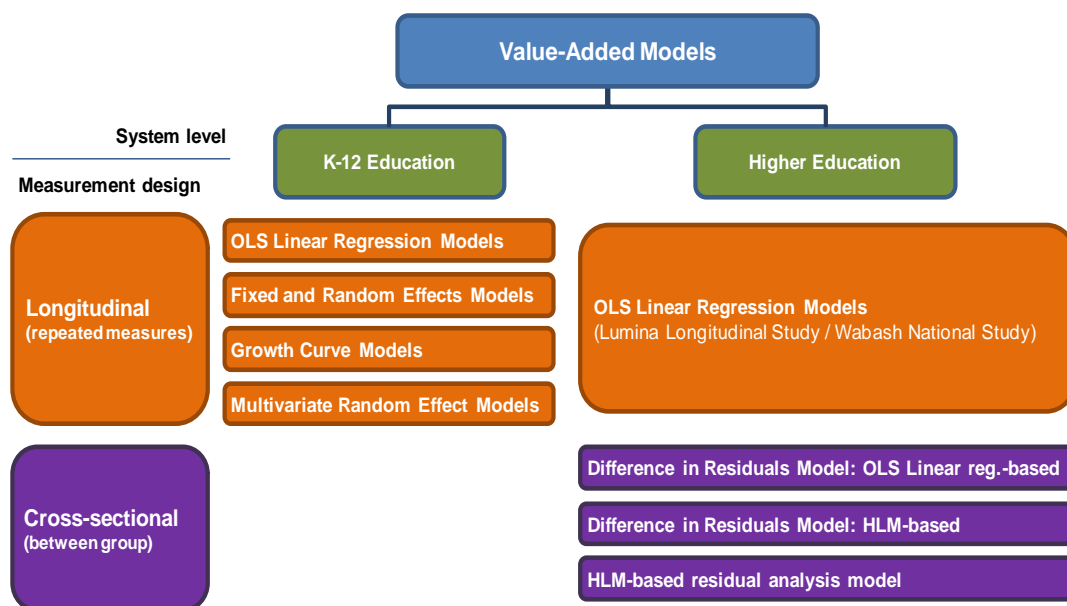 Value-Added Models
System level
K-12 Education
Higher Education
Measurement design
Longitudinal
(repeated measures)
OLS Linear Regression Models
Fixed and Random Effects Models
Growth Curve Models
Multivariate Random Effect Models
OLS Linear Regression Models
(Lumina Longitudinal Study / Wabash National Study)
Cross-sectional
(between group)
Difference in Residuals Model: OLS Linear reg.-based
Difference in Residuals Model: HLM-based
HLM-based residual analysis model